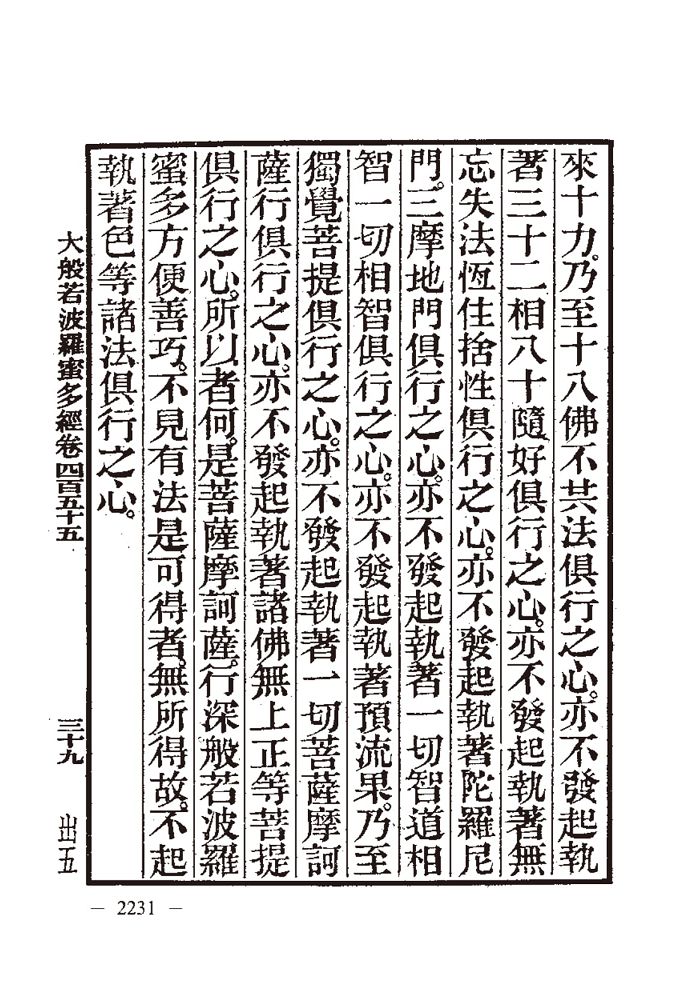 來十力。乃至十八佛不共法俱行之心。亦不發起執
著三十二相八十隨好俱行之心。亦不發起執著無
忘失法恆住捨性俱行之心。亦不發起執著陀羅尼
門。三摩地門俱行之心。亦不發起執著一切智道相
智一切相智俱行之心。亦不發起執著預流果。乃至
獨覺菩提俱行之心。亦不發起執著一切菩薩摩訶
薩行俱行之心。亦不發起執著諸佛無上正等菩提
俱行之心。所以者何。是菩薩摩訶薩。行深般若波羅
蜜多方便善巧。不見有法是可得者。無所得故。不起
執著色等諸法俱行之心。
大般若波羅蜜多經卷四百五十五 三十九 出五
— 2231 —